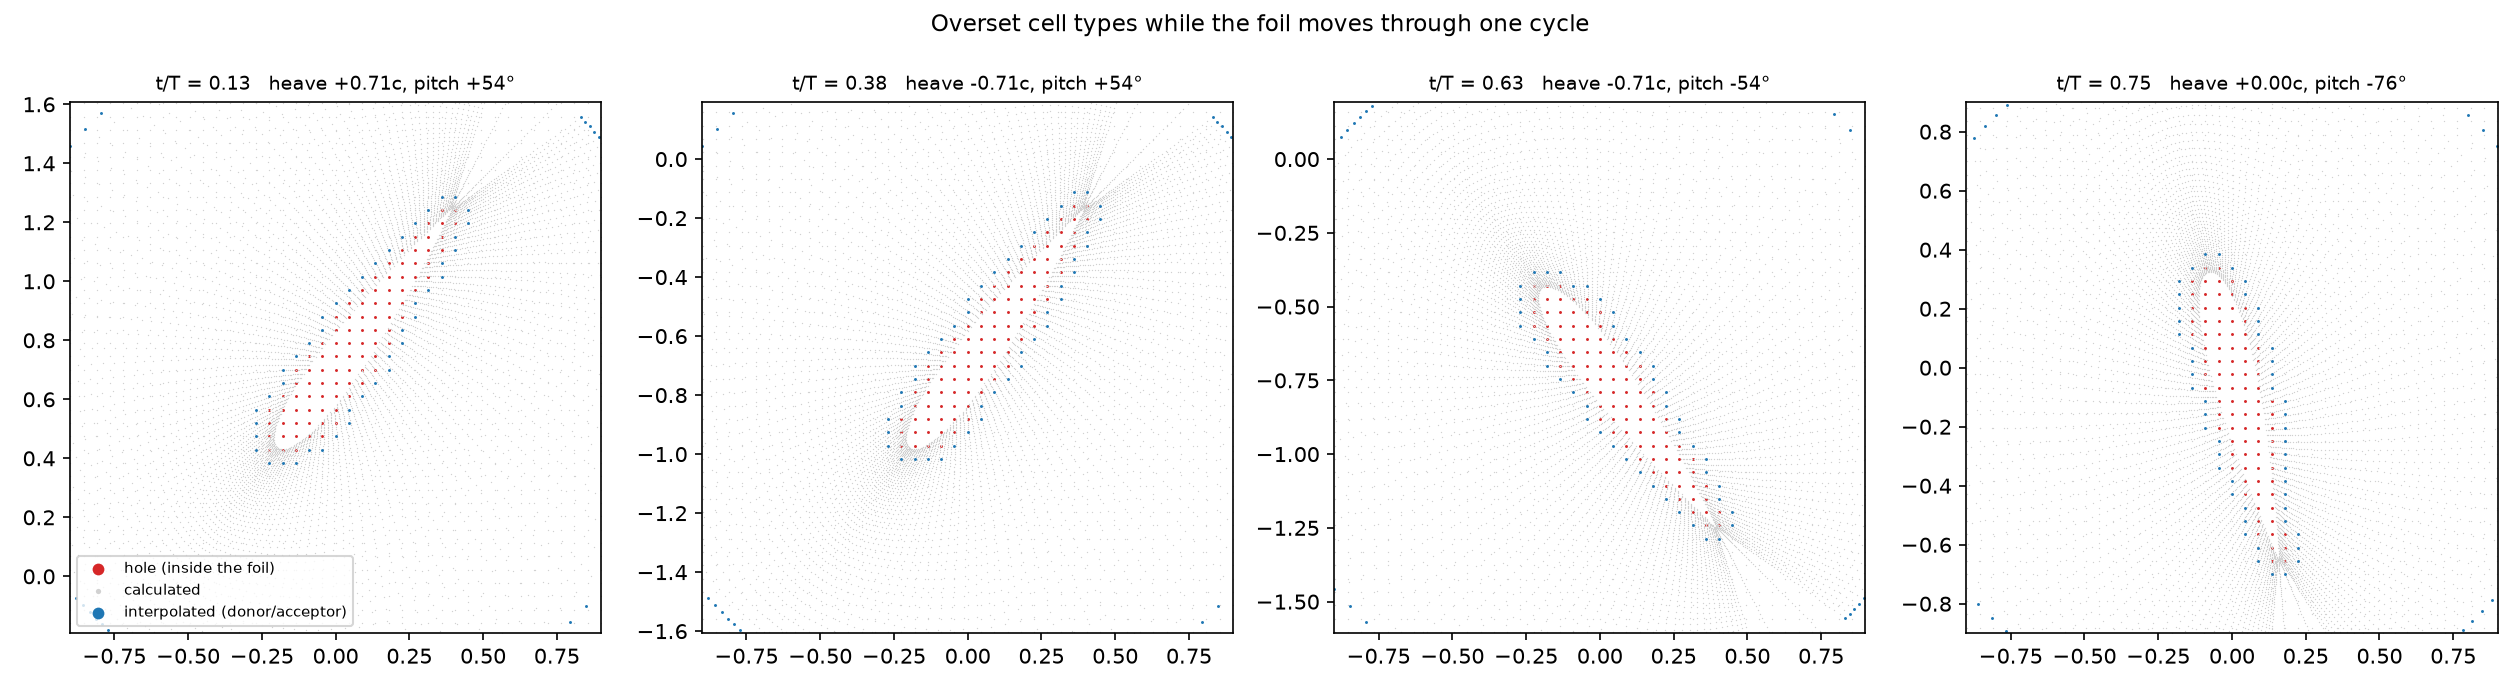 Overset cell types while the foil moves through one cycle
t/T = 0.13 heave +0.71c, pitch +54°
1.6
1.4
1.2
1.0
0.8
0.6
0.4
0.2
0.0
hole (inside the foil)
calculated
interpolated (donor/acceptor)
−0.75 −0.50 −0.25 0.00 0.25 0.50 0.75
t/T = 0.38 heave -0.71c, pitch +54°
0.0
−0.2
−0.4
−0.6
−0.8
−1.0
−1.2
−1.4
−1.6
−0.75 −0.50 −0.25 0.00 0.25 0.50 0.75
t/T = 0.63 heave -0.71c, pitch -54°
0.00
−0.25
−0.50
−0.75
−1.00
−1.25
−1.50
−0.75 −0.50 −0.25 0.00 0.25 0.50 0.75
t/T = 0.75 heave +0.00c, pitch -76°
0.8
0.6
0.4
0.2
0.0
−0.2
−0.4
−0.6
−0.8
−0.75 −0.50 −0.25 0.00 0.25 0.50 0.75